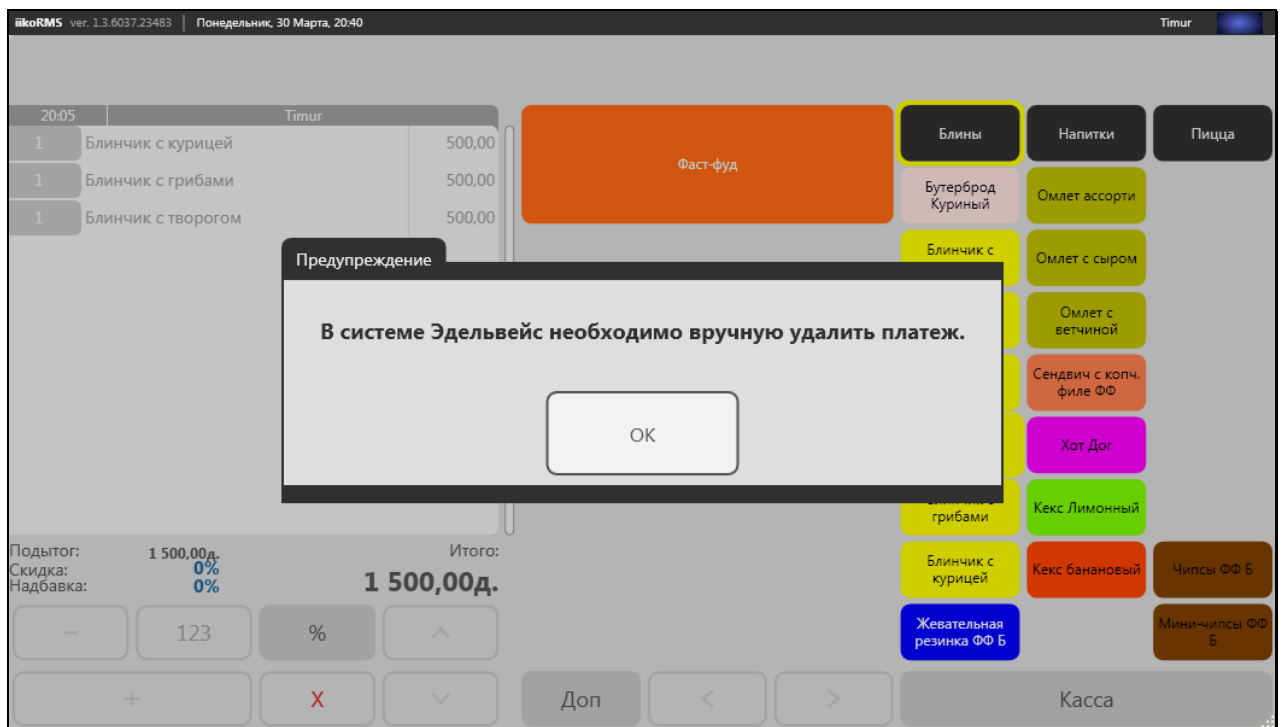 iikoRMS ver. 1.3.6037.23483 | Понедельник, 30 Марта, 20:40 Timur
20:05 Timur
1 Блинчик с курицей 500,00
1 Блинчик с грибами 500,00
1 Блинчик с творогом 500,00
Фаст-фуд
Блины Напитки Пицца
Бутерброд Куриный
Омлет ассорти
Блинчик с
Омлет с сыром
Омлет с ветчиной
Сендвич с копч. филе ФФ
Хот Дог
грибами
Кекс Лимонный
Блинчик с курицей
Кекс банановый
Чипсы ФФ Б
Жевательная резинка ФФ Б
Мини-чипсы ФФ Б
Предупреждение
В системе Эдельвейс необходимо вручную удалить платеж.
ОК
Подытог: 1 500,00д. Итого:
Скидка: 0%
Надбавка: 0% 1 500,00д.
− 123 %
+ X Доп < > Касса